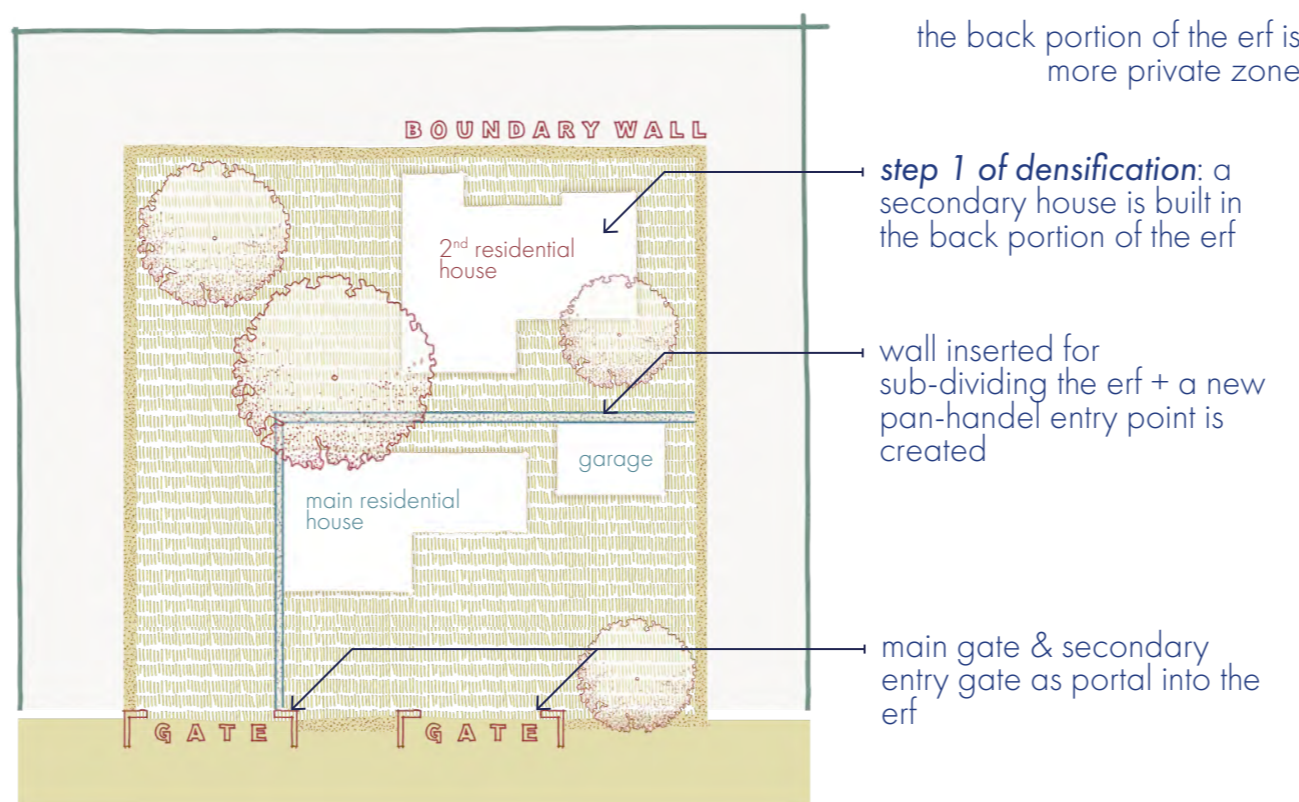 the back portion of the erf is
more private zone
BOUNDARY WALL
step 1 of densification: a
secondary house is built in
the back portion of the erf
2nd residential
house
wall inserted for
sub-dividing the erf + a new
pan-handel entry point is
created
garage
main residential
house
main gate & secondary
entry gate as portal into the
erf
GATE
GATE